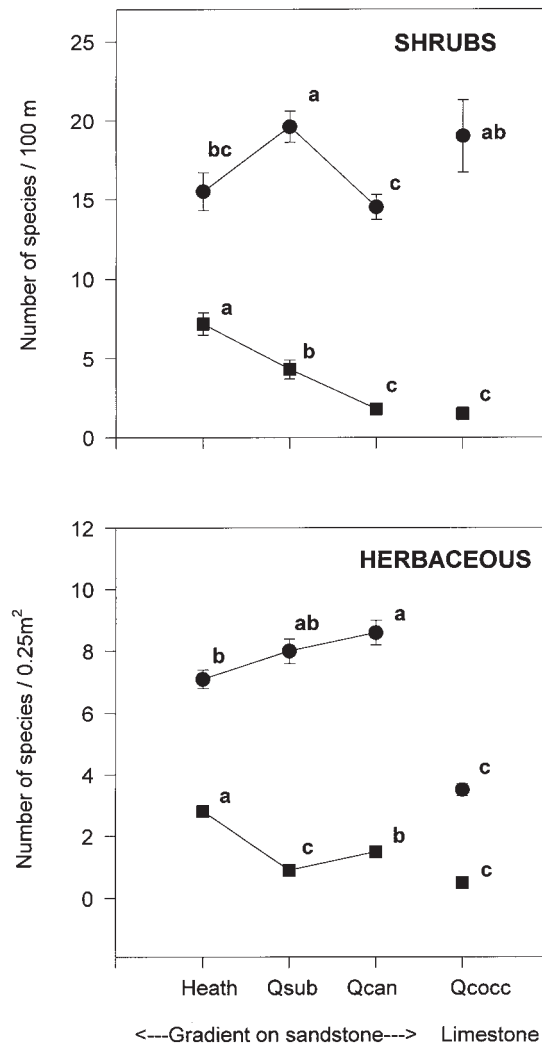 SHRUBS
Number of species / 100 m
25
20
15
10
5
0
bc
a
c
ab
a
b
c
c
HERBACEOUS
Number of species / 0.25m²
12
10
8
6
4
2
0
b
ab
a
c
a
c
b
c
Heath Qsub Qcan Qcocc
<---Gradient on sandstone---> Limestone